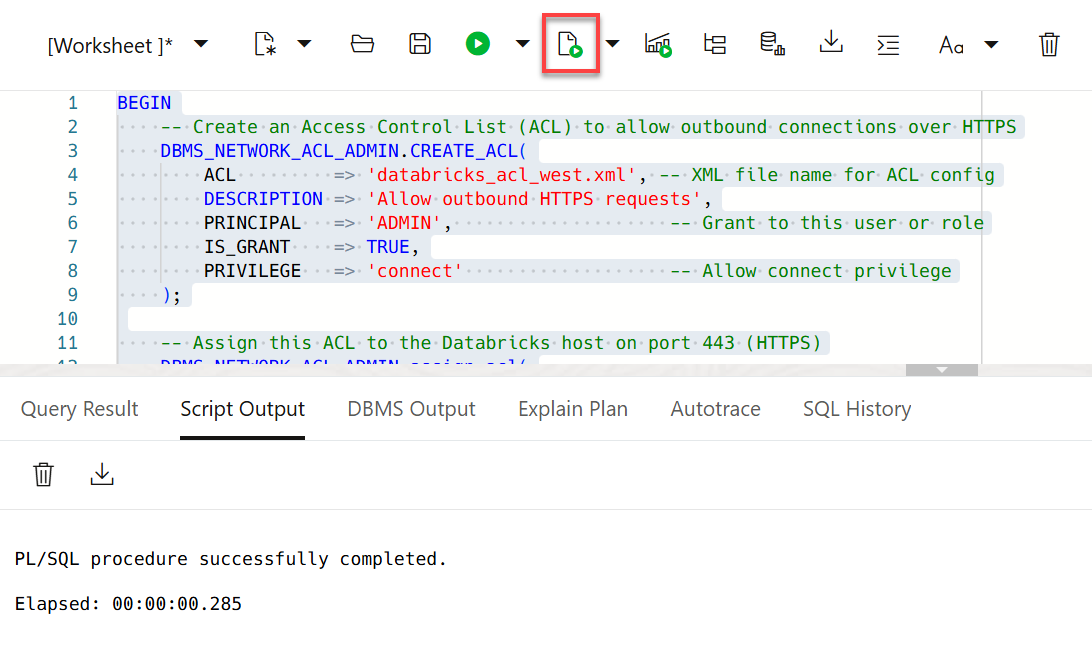 [Worksheet ]*
Aa
1 BEGIN
2 -- Create an Access Control List (ACL) to allow outbound connections over HTTPS
3 DBMS_NETWORK_ACL_ADMIN.CREATE_ACL(
4 ACL => 'databricks_acl_west.xml', -- XML file name for ACL config
5 DESCRIPTION => 'Allow outbound HTTPS requests',
6 PRINCIPAL => 'ADMIN', -- Grant to this user or role
7 IS_GRANT => TRUE,
8 PRIVILEGE => 'connect' -- Allow connect privilege
9 );
10
11 -- Assign this ACL to the Databricks host on port 443 (HTTPS)
12 DBMS_NETWORK_ACL_ADMIN.assign_acl(
Query Result Script Output DBMS Output Explain Plan Autotrace SQL History
PL/SQL procedure successfully completed.
Elapsed: 00:00:00.285